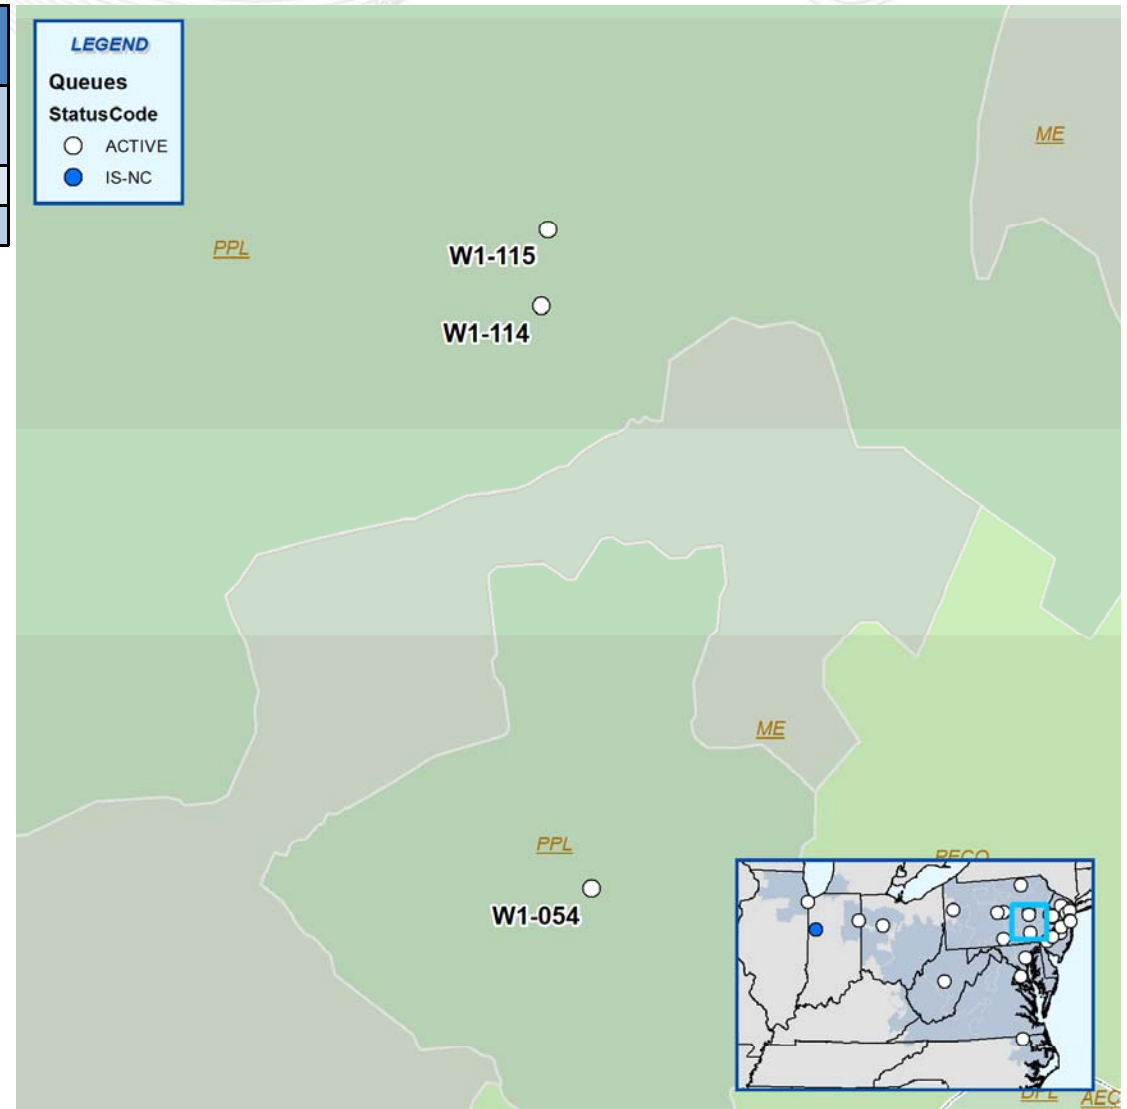 LEGEND
Queues
StatusCode
ACTIVE
IS-NC
ME
PPL
W1-115
W1-114
ME
PPL
PECO
W1-054
DPL
AEC